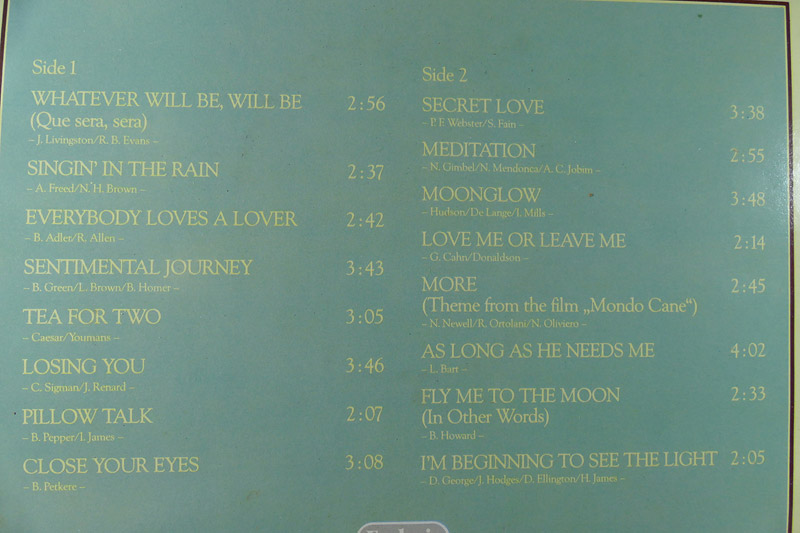 Side 1
WHATEVER WILL BE, WILL BE 2:56
(Que sera, sera)
– J. Livingston/R. B. Evans –
SINGIN' IN THE RAIN 2:37
– A. Freed/N. H. Brown –
EVERYBODY LOVES A LOVER 2:42
– B. Adler/R. Allen –
SENTIMENTAL JOURNEY 3:43
– B. Green/L. Brown/B. Homer –
TEA FOR TWO 3:05
– Caesar/Youmans –
LOSING YOU 3:46
– C. Sigman/J. Renard –
PILLOW TALK 2:07
– B. Pepper/I. James –
CLOSE YOUR EYES 3:08
– B. Petkere –
Side 2
SECRET LOVE 3:38
– P. F. Webster/S. Fain –
MEDITATION 2:55
– N. Gimbel/N. Mendonca/A. C. Jobim –
MOONGLOW 3:48
– Hudson/De Lange/I. Mills –
LOVE ME OR LEAVE ME 2:14
– G. Cahn/Donaldson –
MORE 2:45
(Theme from the film „Mondo Cane“)
– N. Newell/R. Ortolani/N. Oliviero –
AS LONG AS HE NEEDS ME 4:02
– L. Bart –
FLY ME TO THE MOON 2:33
(In Other Words)
– B. Howard –
I'M BEGINNING TO SEE THE LIGHT 2:05
– D. George/J. Hodges/D. Ellington/H. James –